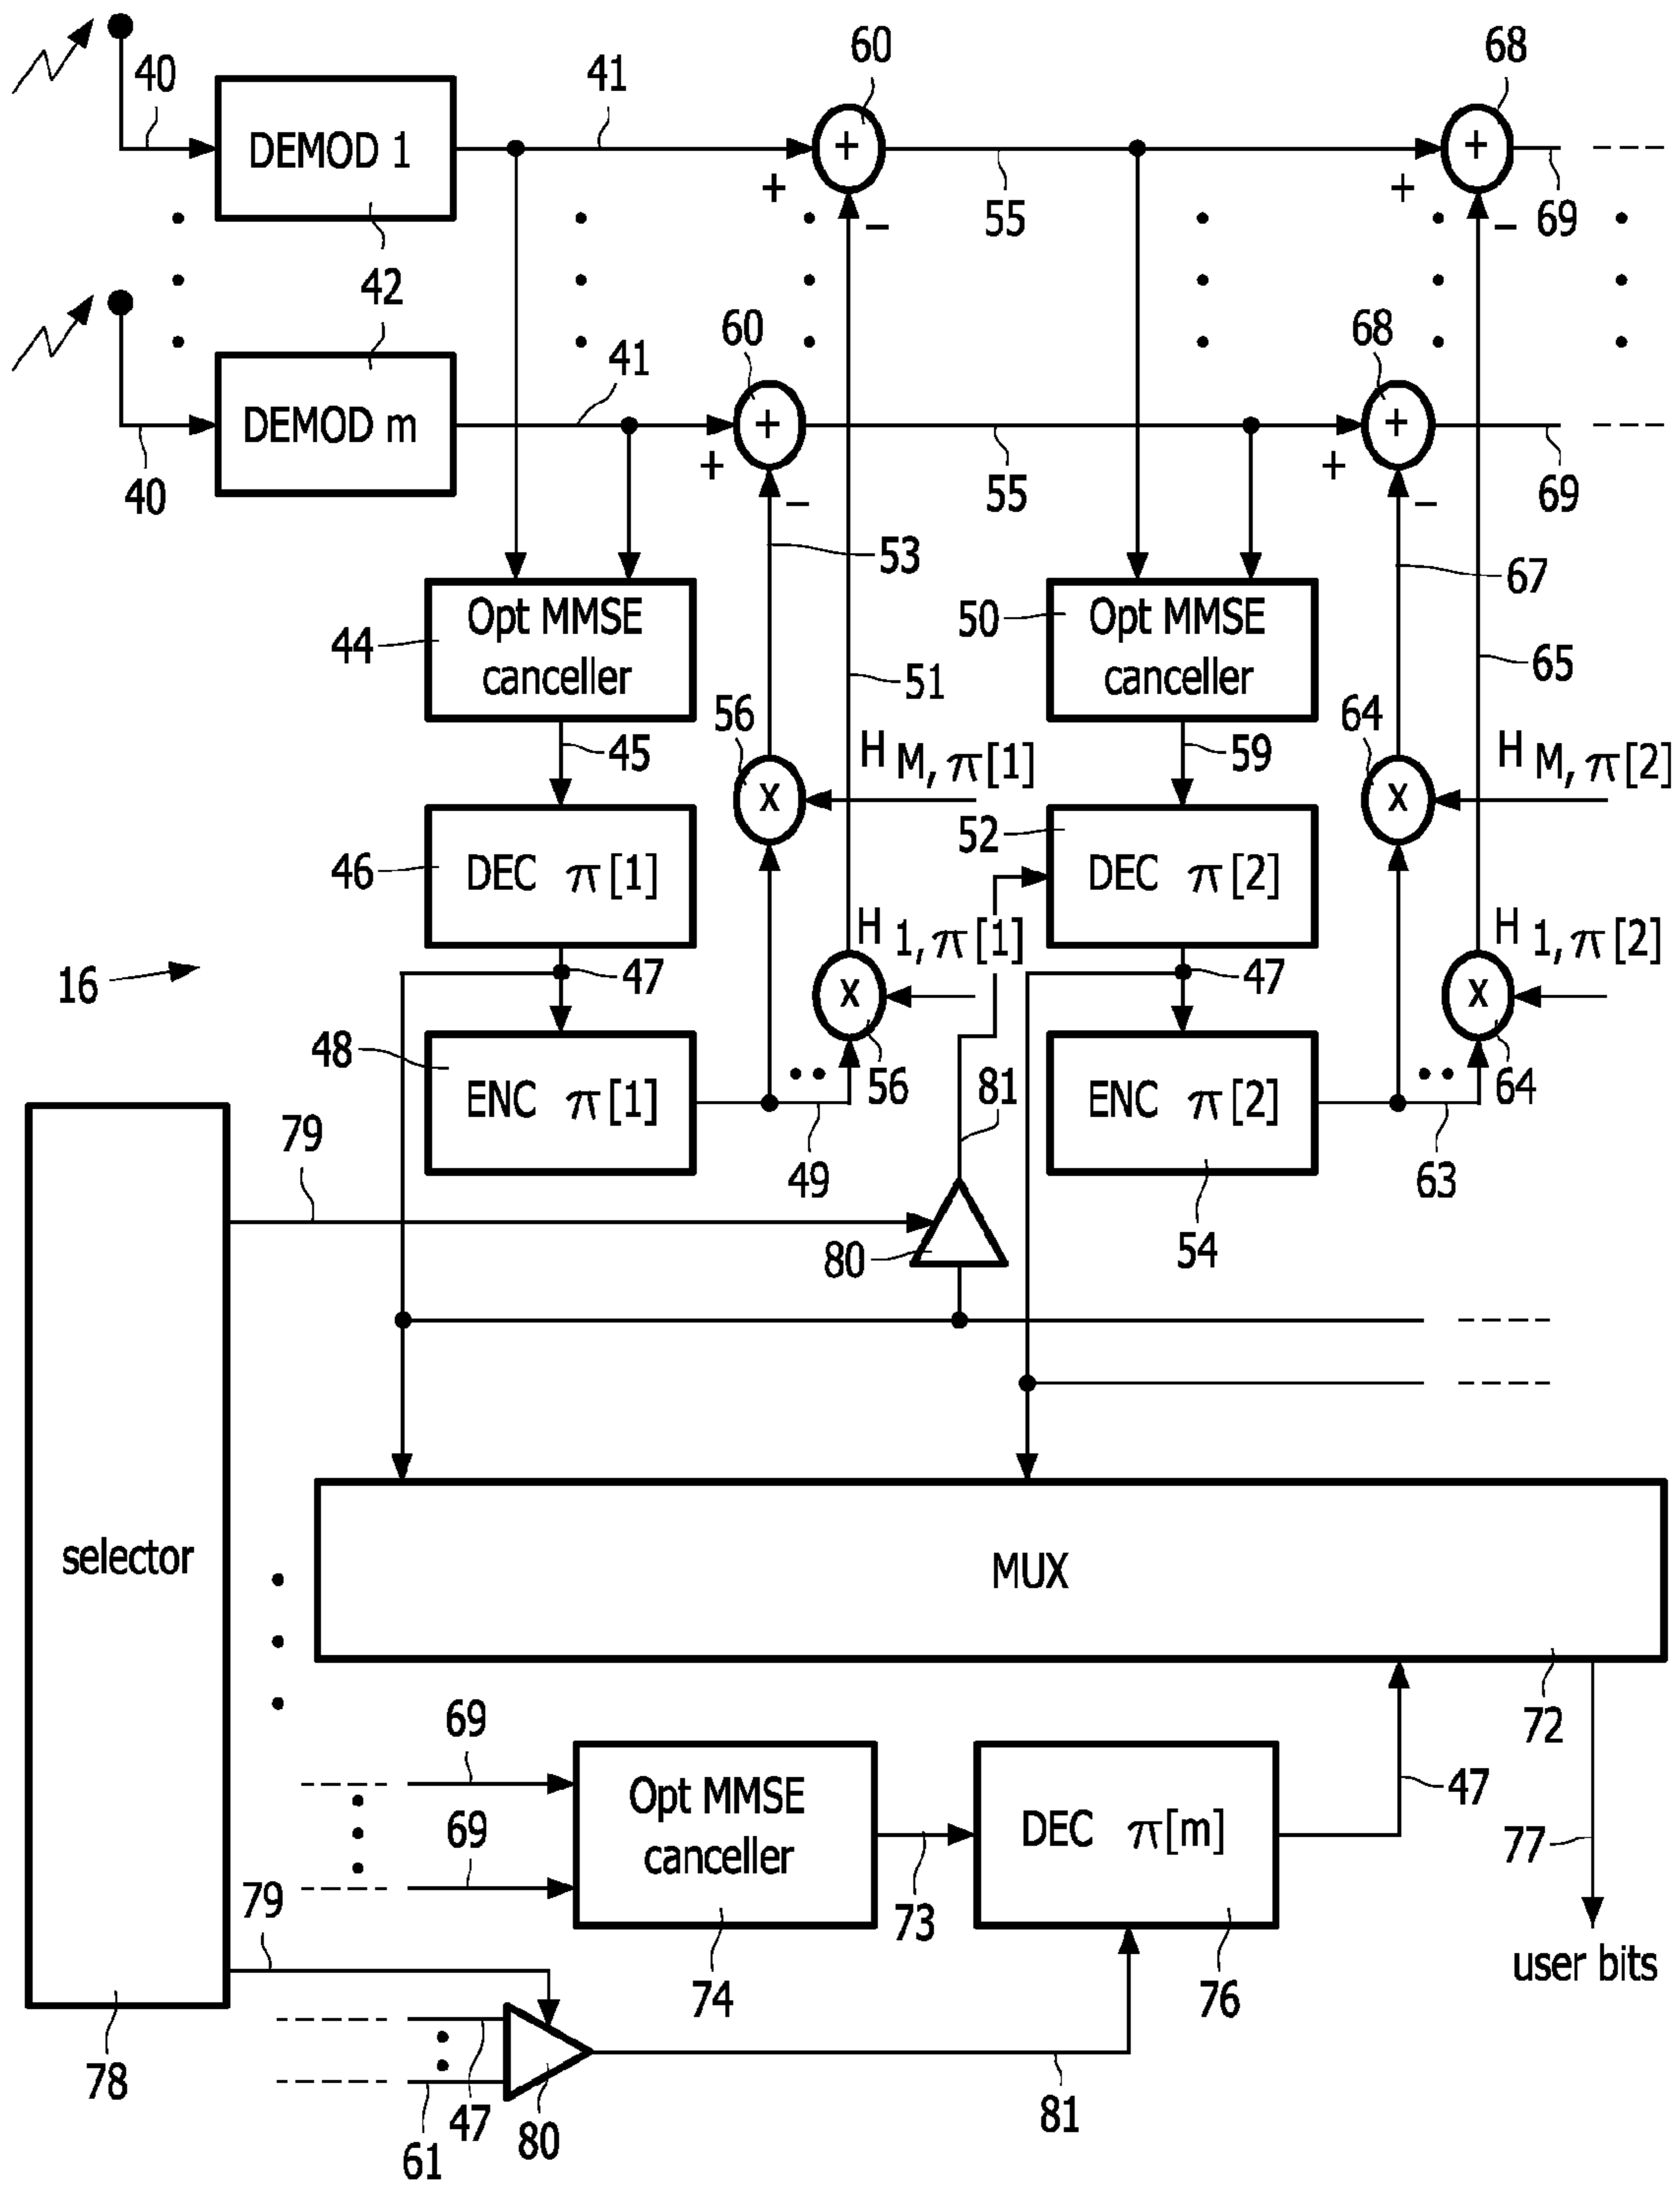 60
68
40
41
DEMOD 1
+
+
+
+
55
69
-
-
42
60
68
41
DEMOD m
+
+
40
+
+
55
69
-
-
53
67
Opt MMSE
canceller
44
50
Opt MMSE
canceller
51
65
56
64
45
59
H M, π[1]
H M, π[2]
x
x
46
DEC π[1]
52
DEC π[2]
H 1, π[1]
H 1, π[2]
16
47
47
x
x
48
ENC π[1]
56
81
ENC π[2]
64
79
49
63
80
54
selector
MUX
72
69
Opt MMSE
canceller
DEC π[m]
47
69
77
79
73
74
76
user bits
78
47
61
80
81